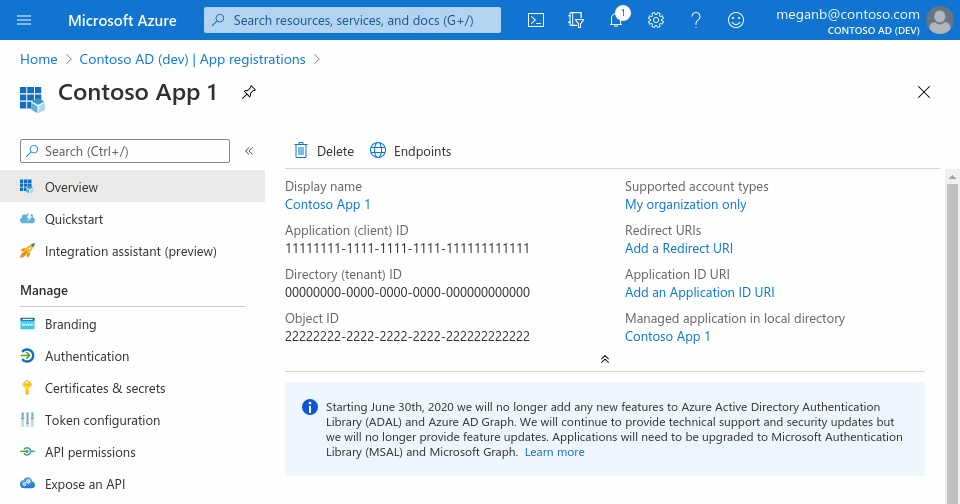 Microsoft Azure
Search resources, services, and docs (G+/)
1
meganb@contoso.com
CONTOSO AD (DEV)
Home > Contoso AD (dev) | App registrations >
Contoso App 1
Search (Ctrl+/)
«
Overview
Quickstart
Integration assistant (preview)
Manage
Branding
Authentication
Certificates & secrets
Token configuration
API permissions
Expose an API
Delete
Endpoints
Display name
Contoso App 1
Application (client) ID
11111111-1111-1111-1111-111111111111
Directory (tenant) ID
00000000-0000-0000-0000-000000000000
Object ID
22222222-2222-2222-2222-222222222222
Supported account types
My organization only
Redirect URIs
Add a Redirect URI
Application ID URI
Add an Application ID URI
Managed application in local directory
Contoso App 1
Starting June 30th, 2020 we will no longer add any new features to Azure Active Directory Authentication
Library (ADAL) and Azure AD Graph. We will continue to provide technical support and security updates but
we will no longer provide feature updates. Applications will need to be upgraded to Microsoft Authentication
Library (MSAL) and Microsoft Graph. Learn more